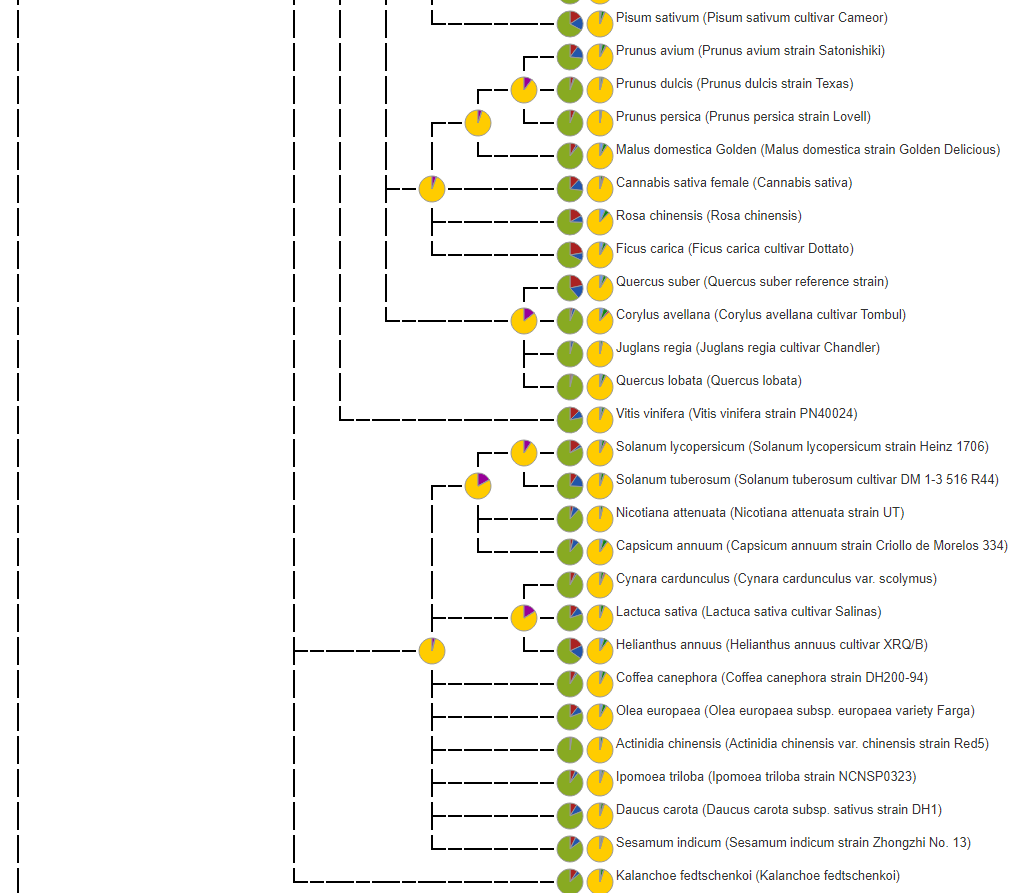 Pisum sativum (Pisum sativum cultivar Cameor)
Prunus avium (Prunus avium strain Satonishiki)
Prunus dulcis (Prunus dulcis strain Texas)
Prunus persica (Prunus persica strain Lovell)
Malus domestica Golden (Malus domestica strain Golden Delicious)
Cannabis sativa female (Cannabis sativa)
Rosa chinensis (Rosa chinensis)
Ficus carica (Ficus carica cultivar Dottato)
Quercus suber (Quercus suber reference strain)
Corylus avellana (Corylus avellana cultivar Tombul)
Juglans regia (Juglans regia cultivar Chandler)
Quercus lobata (Quercus lobata)
Vitis vinifera (Vitis vinifera strain PN40024)
Solanum lycopersicum (Solanum lycopersicum strain Heinz 1706)
Solanum tuberosum (Solanum tuberosum cultivar DM 1-3 516 R44)
Nicotiana attenuata (Nicotiana attenuata strain UT)
Capsicum annuum (Capsicum annuum strain Criollo de Morelos 334)
Cynara cardunculus (Cynara cardunculus var. scolymus)
Lactuca sativa (Lactuca sativa cultivar Salinas)
Helianthus annuus (Helianthus annuus cultivar XRQ/B)
Coffea canephora (Coffea canephora strain DH200-94)
Olea europaea (Olea europaea subsp. europaea variety Farga)
Actinidia chinensis (Actinidia chinensis var. chinensis strain Red5)
Ipomoea triloba (Ipomoea triloba strain NCNSP0323)
Daucus carota (Daucus carota subsp. sativus strain DH1)
Sesamum indicum (Sesamum indicum strain Zhongzhi No. 13)
Kalanchoe fedtschenkoi (Kalanchoe fedtschenkoi)